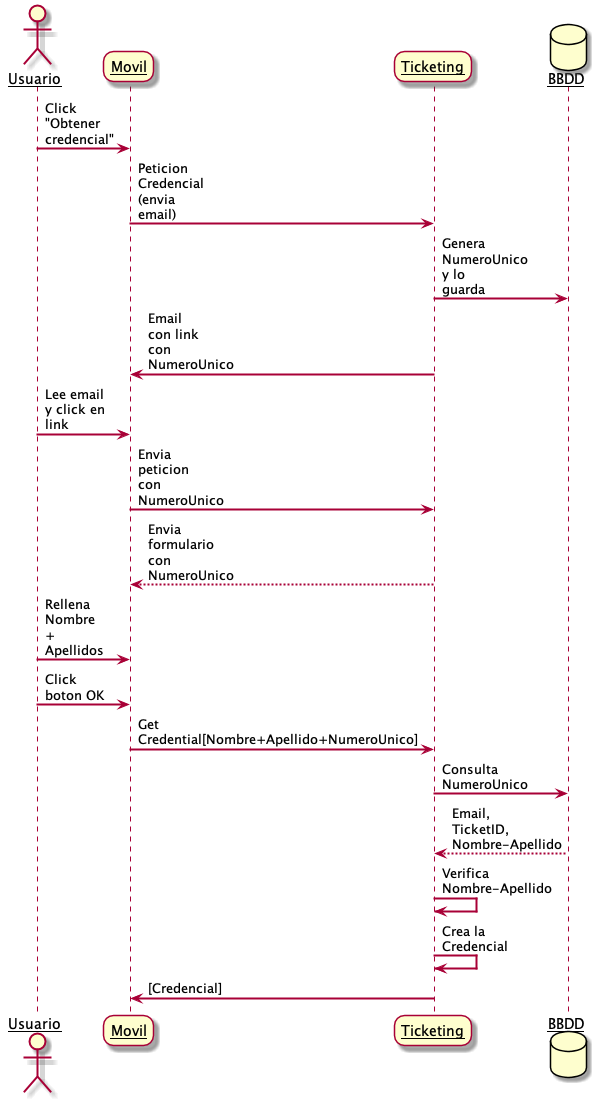 Usuario
Movil
Ticketing
BBDD
Click
"Obtener
credencial"
Peticion
Credencial
(envia
email)
Genera
NumeroUnico
y lo
guarda
Email
con link
con
NumeroUnico
Lee email
y click en
link
Envia
peticion
con
NumeroUnico
Envia
formulario
con
NumeroUnico
Rellena
Nombre
+
Apellidos
Click
boton OK
Get
Credential[Nombre+Apellido+NumeroUnico]
Consulta
NumeroUnico
Email,
TicketID,
Nombre-Apellido
Verifica
Nombre-Apellido
Crea la
Credencial
[Credencial]
Usuario
Movil
Ticketing
BBDD